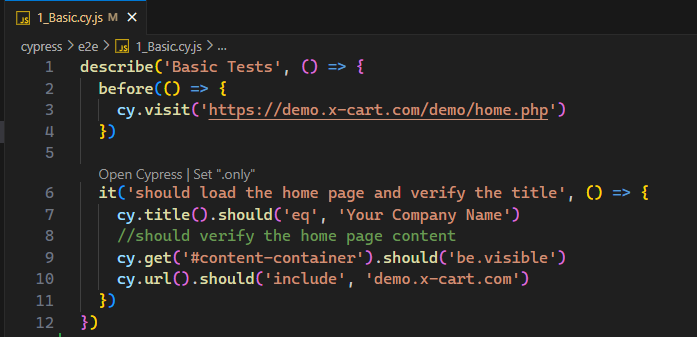 JS 1_Basic.cy.js M ×
cypress > e2e > JS 1_Basic.cy.js > ...
1 describe('Basic Tests', () => {
2 before(() => {
3 cy.visit('https://demo.x-cart.com/demo/home.php')
4 })
5
Open Cypress | Set ".only"
6 it('should load the home page and verify the title', () => {
7 cy.title().should('eq', 'Your Company Name')
8 //should verify the home page content
9 cy.get('#content-container').should('be.visible')
10 cy.url().should('include', 'demo.x-cart.com')
11 })
12 })